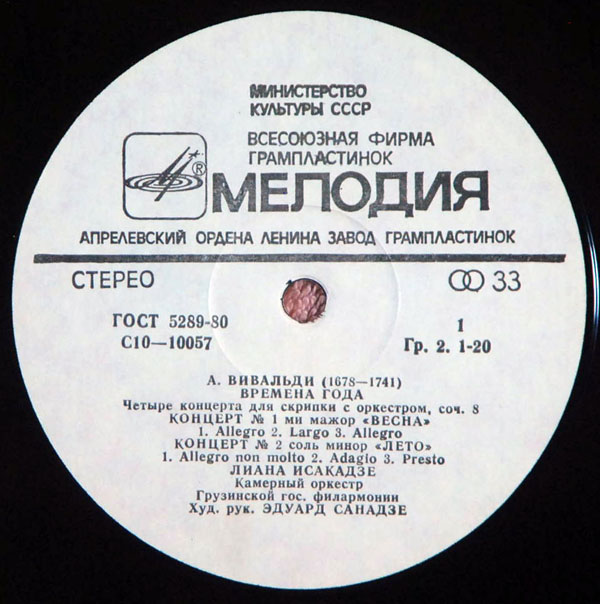 МИНИСТЕРСТВО
КУЛЬТУРЫ СССР
ВСЕСОЮЗНАЯ ФИРМА
ГРАМПЛАСТИНОК
®
МЕЛОДИЯ
АПРЕЛЕВСКИЙ ОРДЕНА ЛЕНИНА ЗАВОД ГРАМПЛАСТИНОК
СТЕРЕО 33
ГОСТ 5289-80 1
С10—10057 Гр. 2. 1-20
А. ВИВАЛЬДИ (1678—1741)
ВРЕМЕНА ГОДА
Четыре концерта для скрипки с оркестром, соч. 8
КОНЦЕРТ № 1 ми мажор «ВЕСНА»
1. Allegro 2. Largo 3. Allegro
КОНЦЕРТ № 2 соль минор «ЛЕТО»
1. Allegro non molto 2. Adagio 3. Presto
ЛИАНА ИСАКАДЗЕ
Камерный оркестр
Грузинской гос. филармонии
Худ. рук. ЭДУАРД САНАДЗЕ